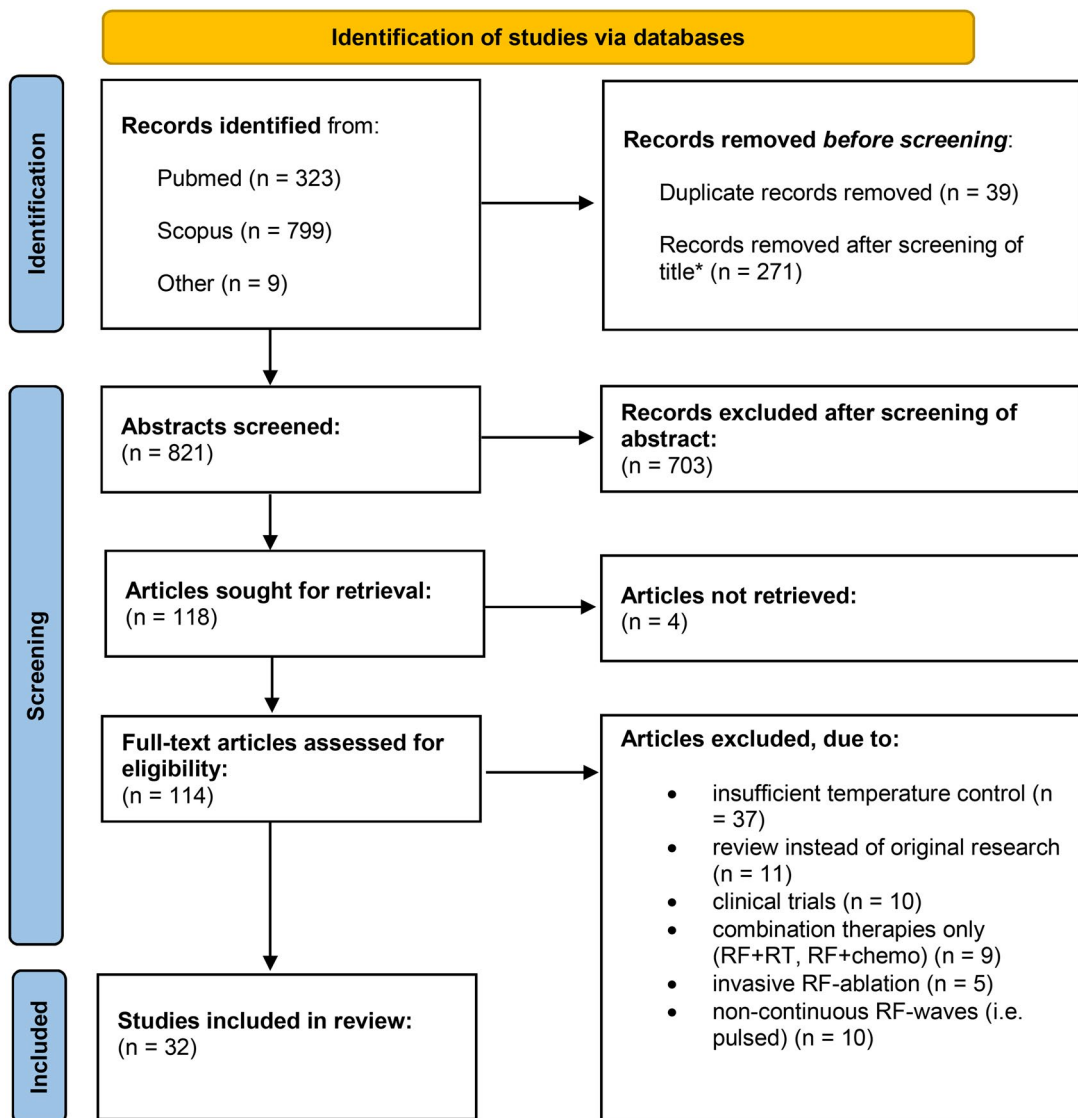 Identification of studies via databases
Identification
Records identified from:
Pubmed (n = 323)
Scopus (n = 799)
Other (n = 9)
Records removed before screening:
Duplicate records removed (n = 39)
Records removed after screening of
title* (n = 271)
Screening
Abstracts screened:
(n = 821)
Records excluded after screening of
abstract:
(n = 703)
Articles sought for retrieval:
(n = 118)
Articles not retrieved:
(n = 4)
Full-text articles assessed for
eligibility:
(n = 114)
Articles excluded, due to:
• insufficient temperature control (n
= 37)
• review instead of original research
(n = 11)
• clinical trials (n = 10)
• combination therapies only
(RF+RT, RF+chemo) (n = 9)
• invasive RF-ablation (n = 5)
• non-continuous RF-waves (i.e.
pulsed) (n = 10)
Included
Studies included in review:
(n = 32)